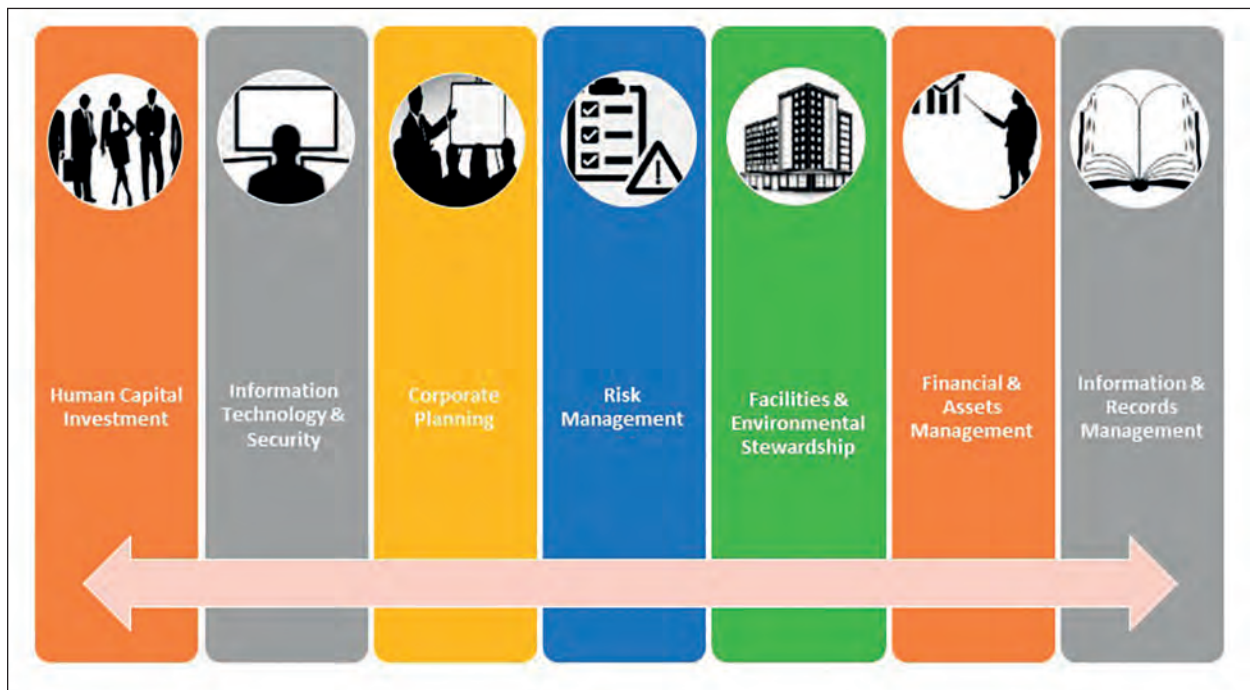 Human Capital
Investment
Information
Technology &
Security
Corporate
Planning
Risk
Management
Facilities &
Environmental
Stewardship
Financial &
Assets
Management
Information &
Records
Management